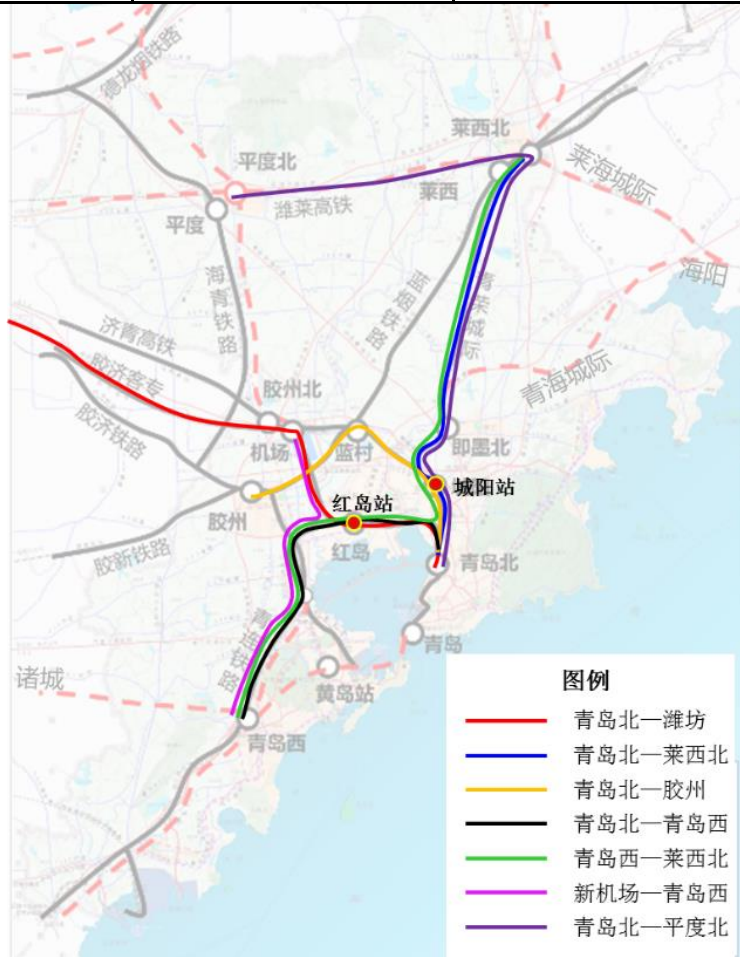 德龙烟铁路
莱西北
平度北
莱海城际
莱西
潍莱高铁
平度
海阳
海青铁路
蓝烟铁路
青荣城际
济青高铁
青海城际
胶济客专
胶州北
胶济铁路
机场
蓝村
即墨北
城阳站
红岛站
胶州
红岛
胶新铁路
青岛北
青连铁路
青岛
诸城
黄岛站
青岛西
图例
青岛北—潍坊
青岛北—莱西北
青岛北—胶州
青岛北—青岛西
青岛西—莱西北
新机场—青岛西
青岛北—平度北